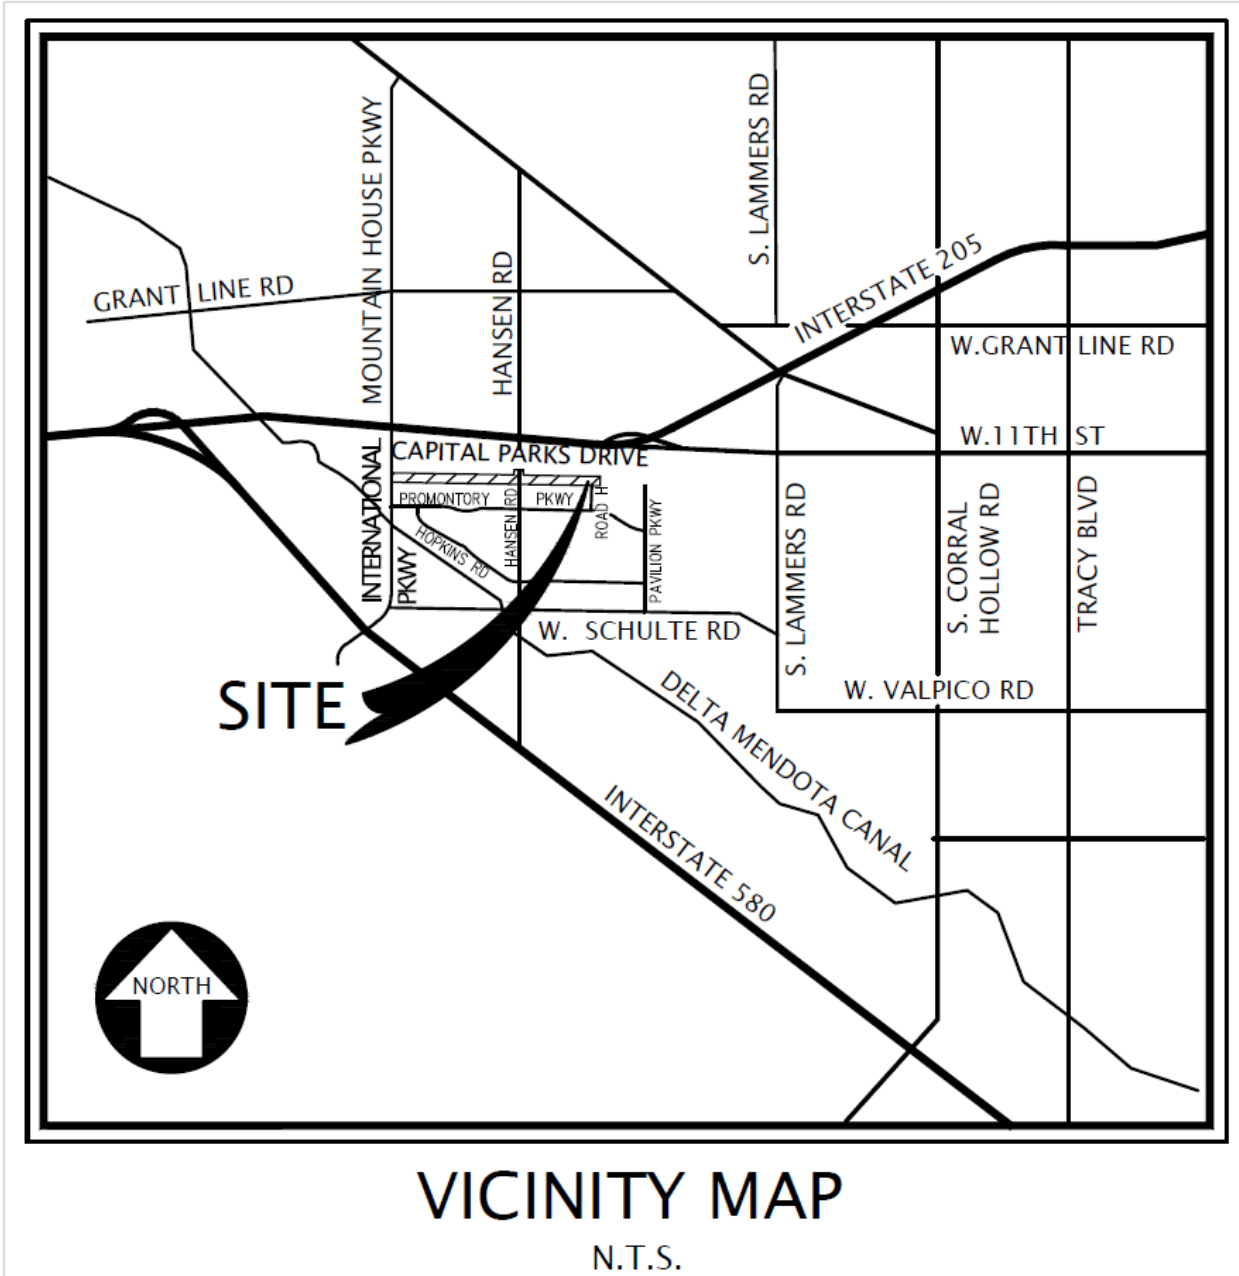 S. LAMMERS RD
MOUNTAIN HOUSE PKWY
HANSEN RD
INTERSTATE 205
GRANT LINE RD
W.GRANT LINE RD
W.11TH ST
CAPITAL PARKS DRIVE
INTERNATIONAL
PKWY
PROMONTORY PKWY
HANSEN RD
ROAD H
HOPKINS RD
PAVILION PKWY
S. LAMMERS RD
S. CORRAL
HOLLOW RD
TRACY BLVD
W. SCHULTE RD
SITE
W. VALPICO RD
DELTA MENDOTA CANAL
INTERSTATE 580
NORTH
VICINITY MAP
N.T.S.